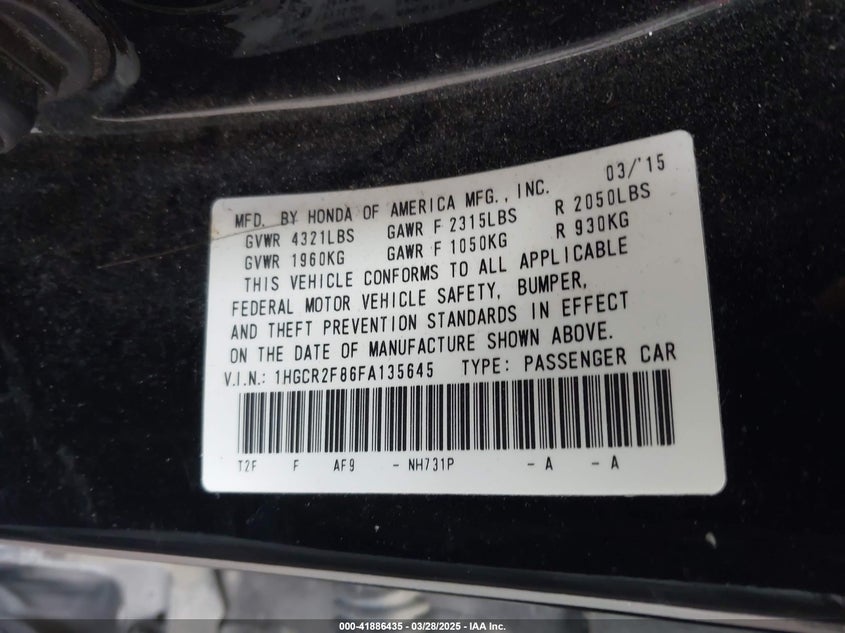 03/'15
MFD. BY HONDA OF AMERICA MFG., INC.
GVWR 4321LBS GAWR F 2315LBS R 2050LBS
GVWR 1960KG GAWR F 1050KG R 930KG
THIS VEHICLE CONFORMS TO ALL APPLICABLE
FEDERAL MOTOR VEHICLE SAFETY, BUMPER,
AND THEFT PREVENTION STANDARDS IN EFFECT
ON THE DATE OF MANUFACTURE SHOWN ABOVE.
V.I.N.: 1HGCR2F86FA135645 TYPE: PASSENGER CAR
T2F F AF9 - NH731P - A - A
000-41886435 - 03/28/2025 - IAA Inc.